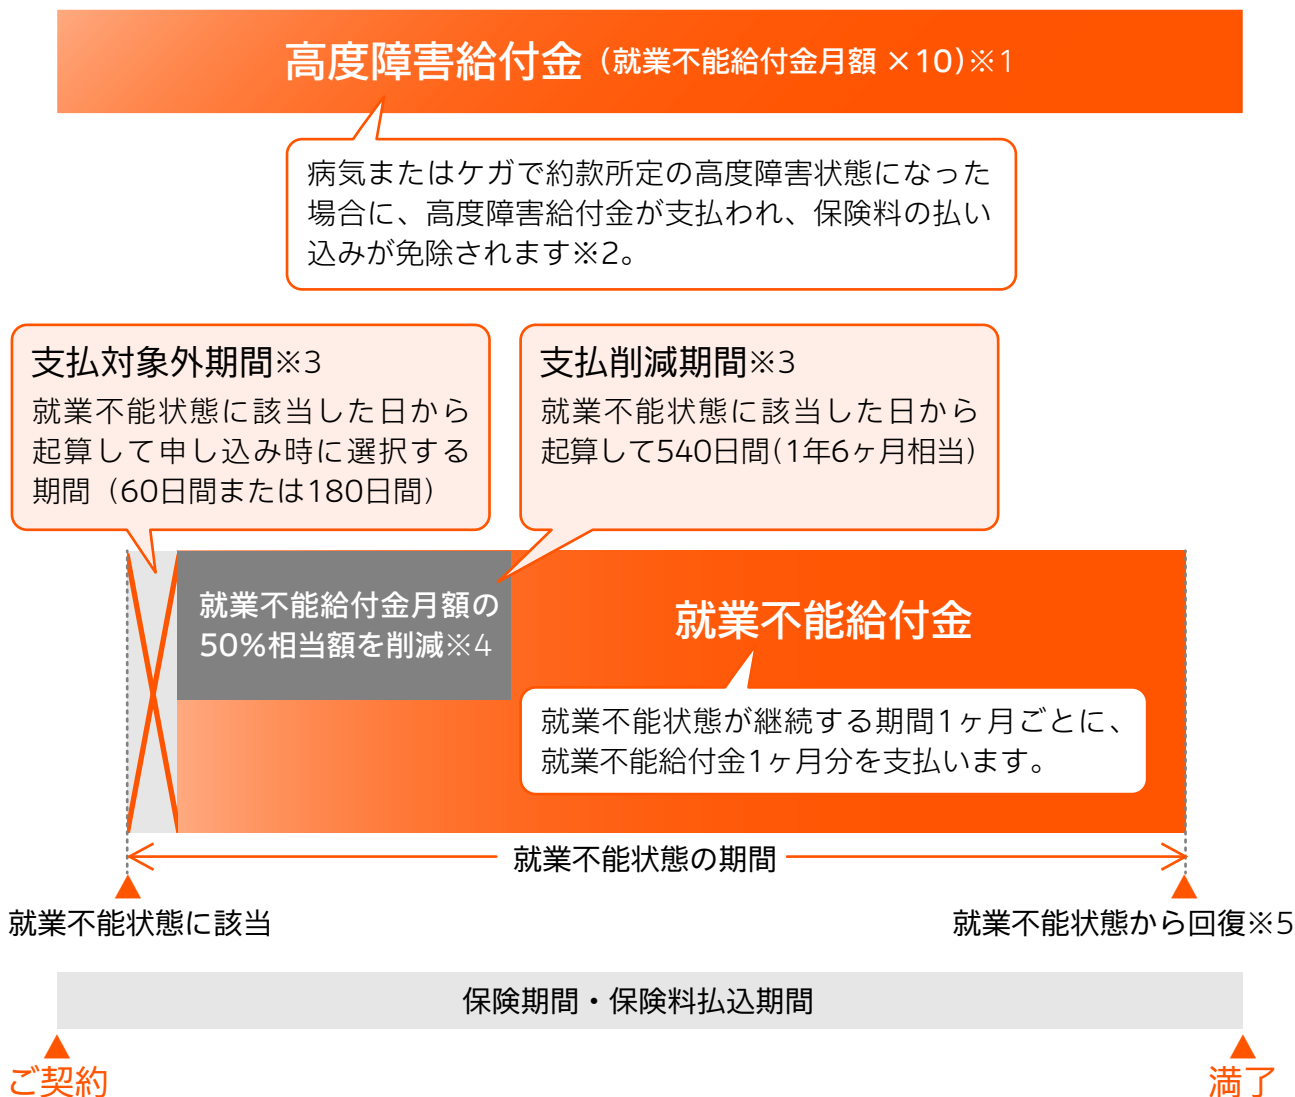 高度障害給付金（就業不能給付金月額 ×10）※1
病気またはケガで約款所定の高度障害状態になった
場合に、高度障害給付金が支払われ、保険料の払い
込みが免除されます※2。
支払対象外期間※3
就業不能状態に該当した日から
起算して申し込み時に選択する
期間（60日間または180日間）
支払削減期間※3
就業不能状態に該当した日から
起算して540日間（1年6ヶ月相当）
就業不能給付金月額の
50%相当額を削減※4
就業不能給付金
就業不能状態が継続する期間1ヶ月ごとに、
就業不能給付金1ヶ月分を支払います。
就業不能状態の期間
就業不能状態に該当
就業不能状態から回復※5
保険期間・保険料払込期間
ご契約
満了